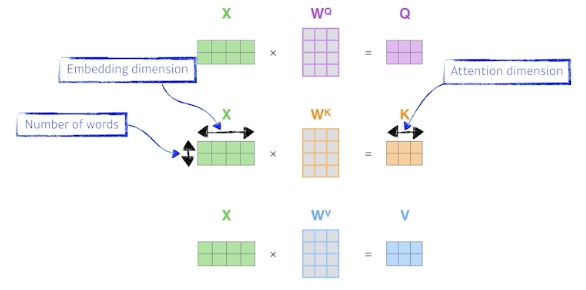 X W^Q Q
× =
Embedding dimension
Attention dimension
X W^K K
Number of words
× =
X W^V V
× =